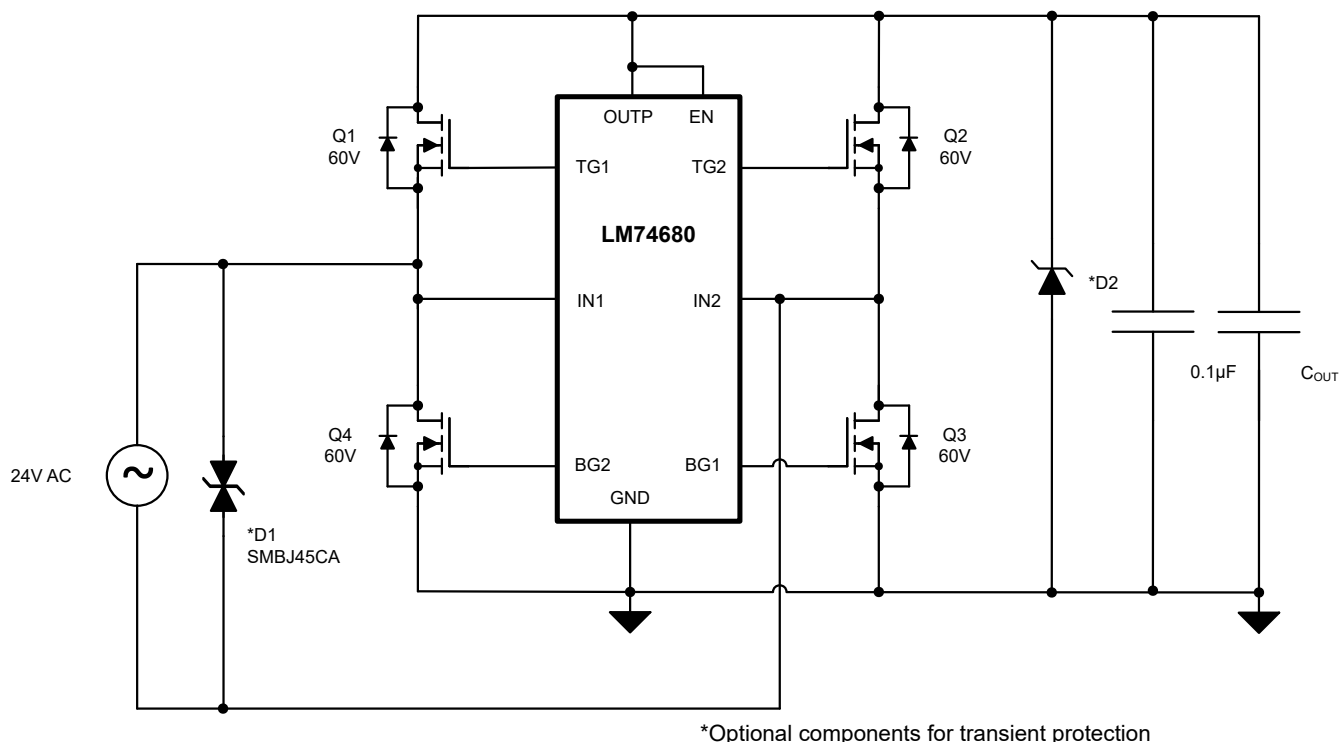 OUTP EN
Q1
60V
Q2
60V
TG1 TG2
LM74680
*D2
IN1 IN2
0.1µF
COUT
Q4
60V
Q3
60V
BG2 BG1
24V AC
~
GND
*D1
SMBJ45CA
*Optional components for transient protection